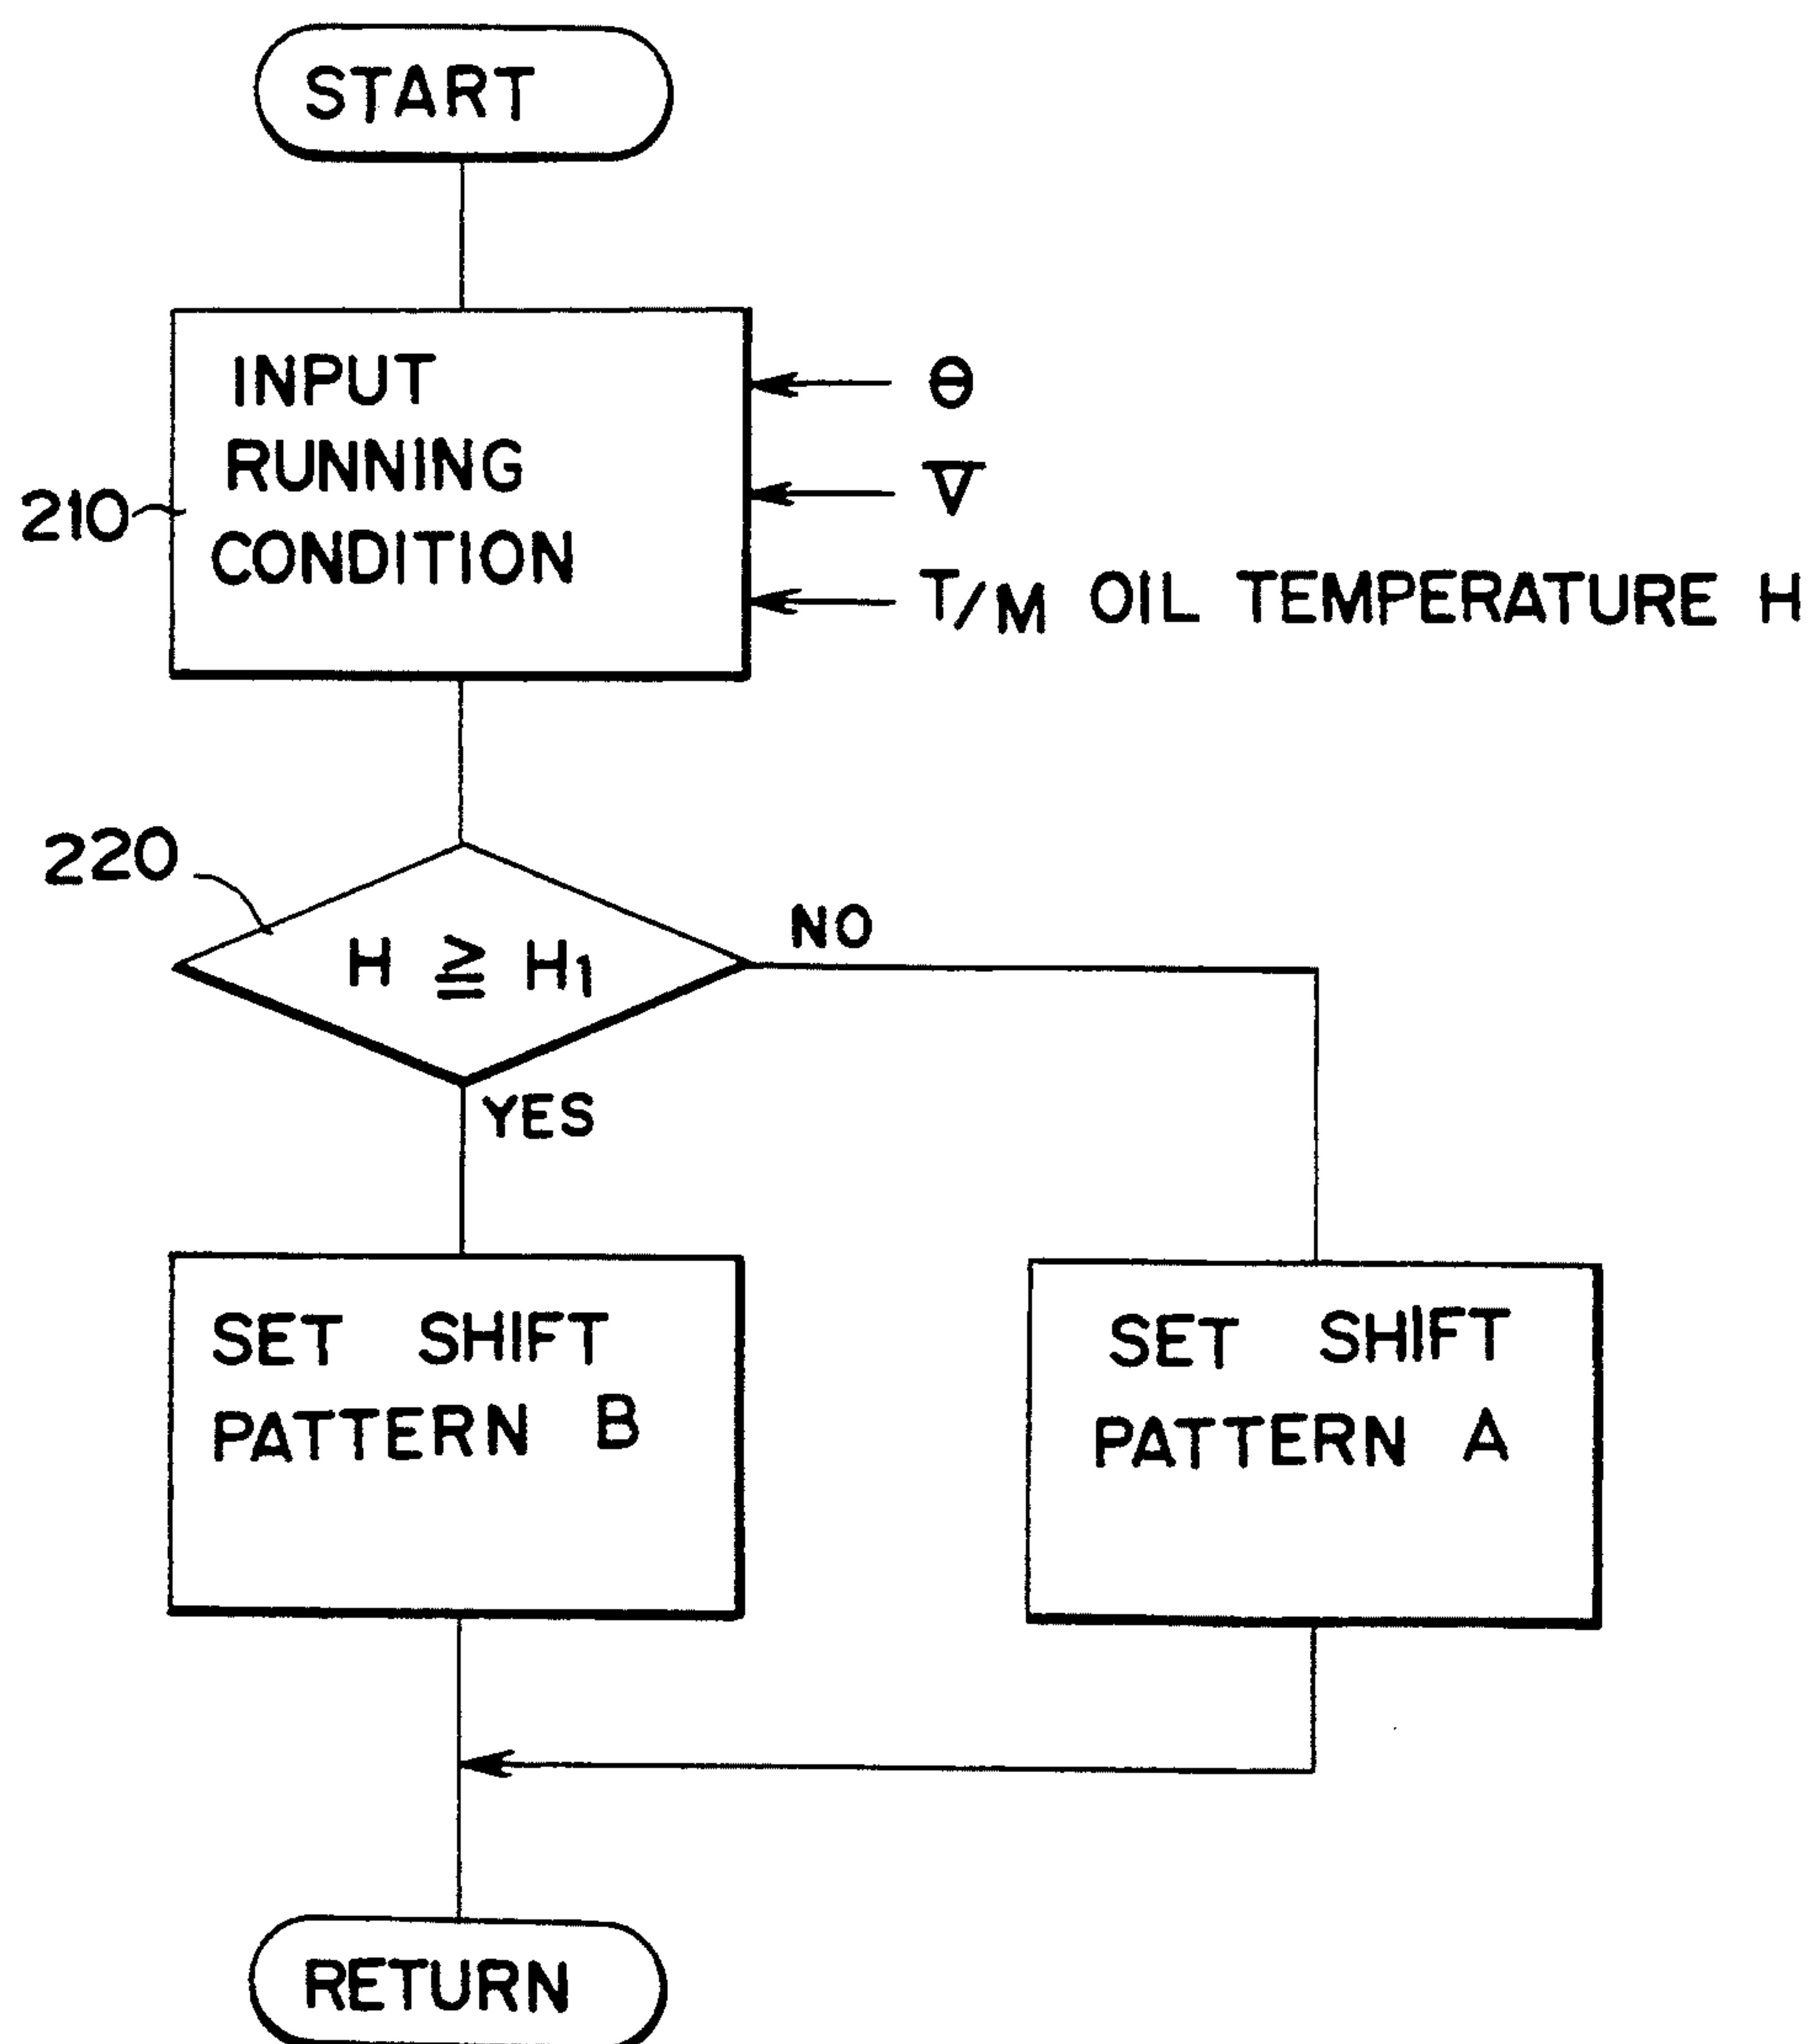 START
INPUT
RUNNING
CONDITION
210
θ
V
T/M OIL TEMPERATURE H
220
H ≧ H1
NO
YES
SET SHIFT
PATTERN B
SET SHIFT
PATTERN A
RETURN